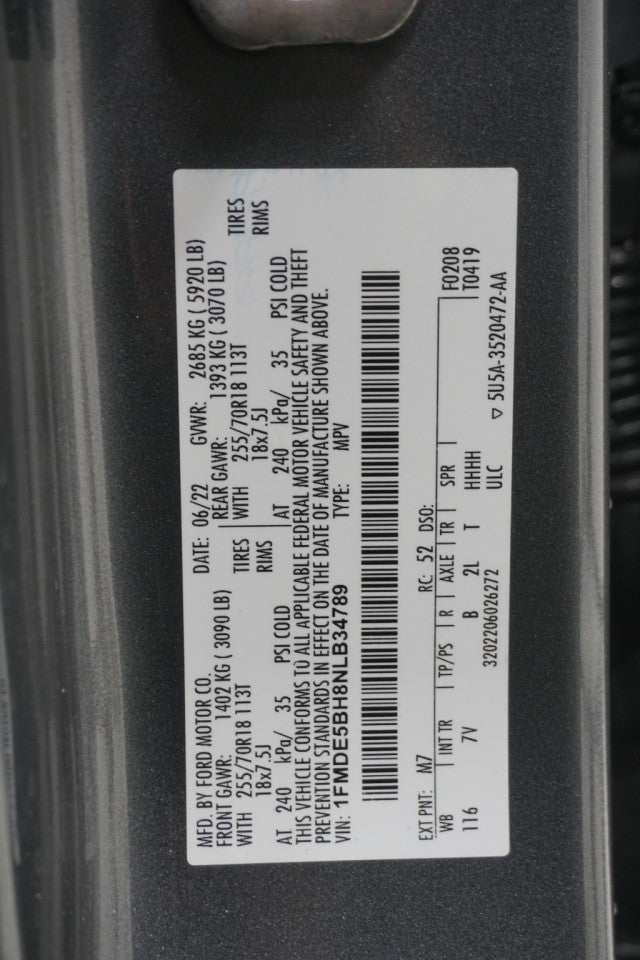 MFD. BY FORD MOTOR CO.
DATE: 06/22 GVWR: 2685 KG ( 5920 LB)
FRONT GAWR: 1402 KG ( 3090 LB)
REAR GAWR: 1393 KG ( 3070 LB)
WITH 255/70R18 113T TIRES
18x7.5J RIMS
WITH 255/70R18 113T TIRES
18x7.5J RIMS
AT 240 kPa/ 35 PSI COLD
AT 240 kPa/ 35 PSI COLD
THIS VEHICLE CONFORMS TO ALL APPLICABLE FEDERAL MOTOR VEHICLE SAFETY AND THEFT
PREVENTION STANDARDS IN EFFECT ON THE DATE OF MANUFACTURE SHOWN ABOVE.
VIN: 1FMDE5BH8NLB34789 TYPE: MPV
EXT PNT: M7 RC: 52 DSO:
WB INT TR TP/PS R AXLE TR SPR F0208
116 7V B 2L T HHHH T0419
3202206026272 ULC ▽ 5U5A-3520472-AA